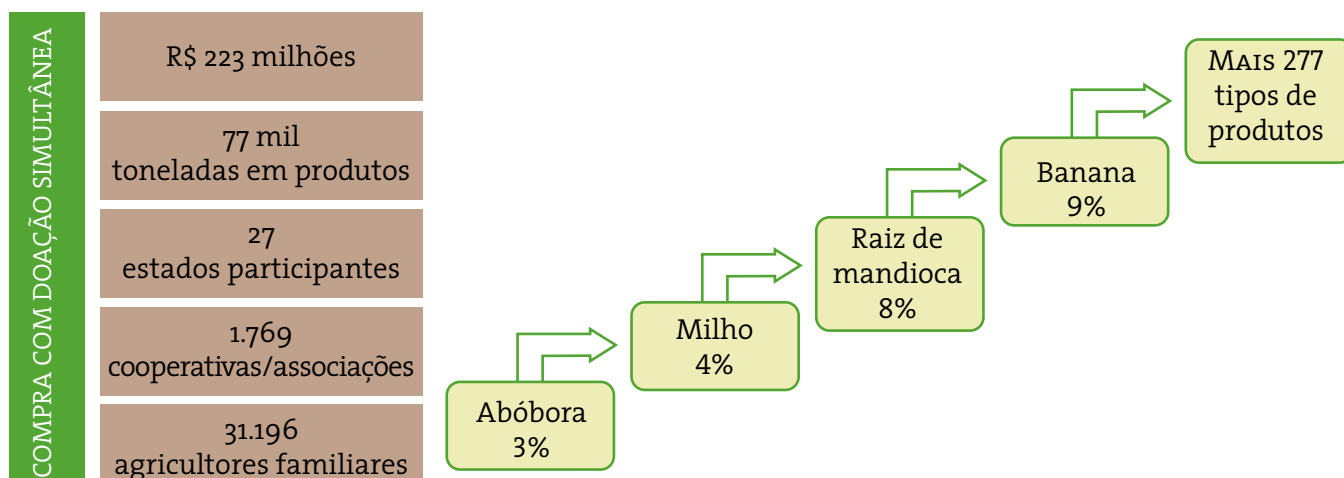 COMPRA COM DOAÇÃO SIMULTÂNEA
R$ 223 milhões
77 mil
toneladas em produtos
27
estados participantes
1.769
cooperativas/associações
31.196
agricultores familiares
Abóbora
3%
Milho
4%
Raiz de
mandioca
8%
Banana
9%
Mais 277
tipos de
produtos